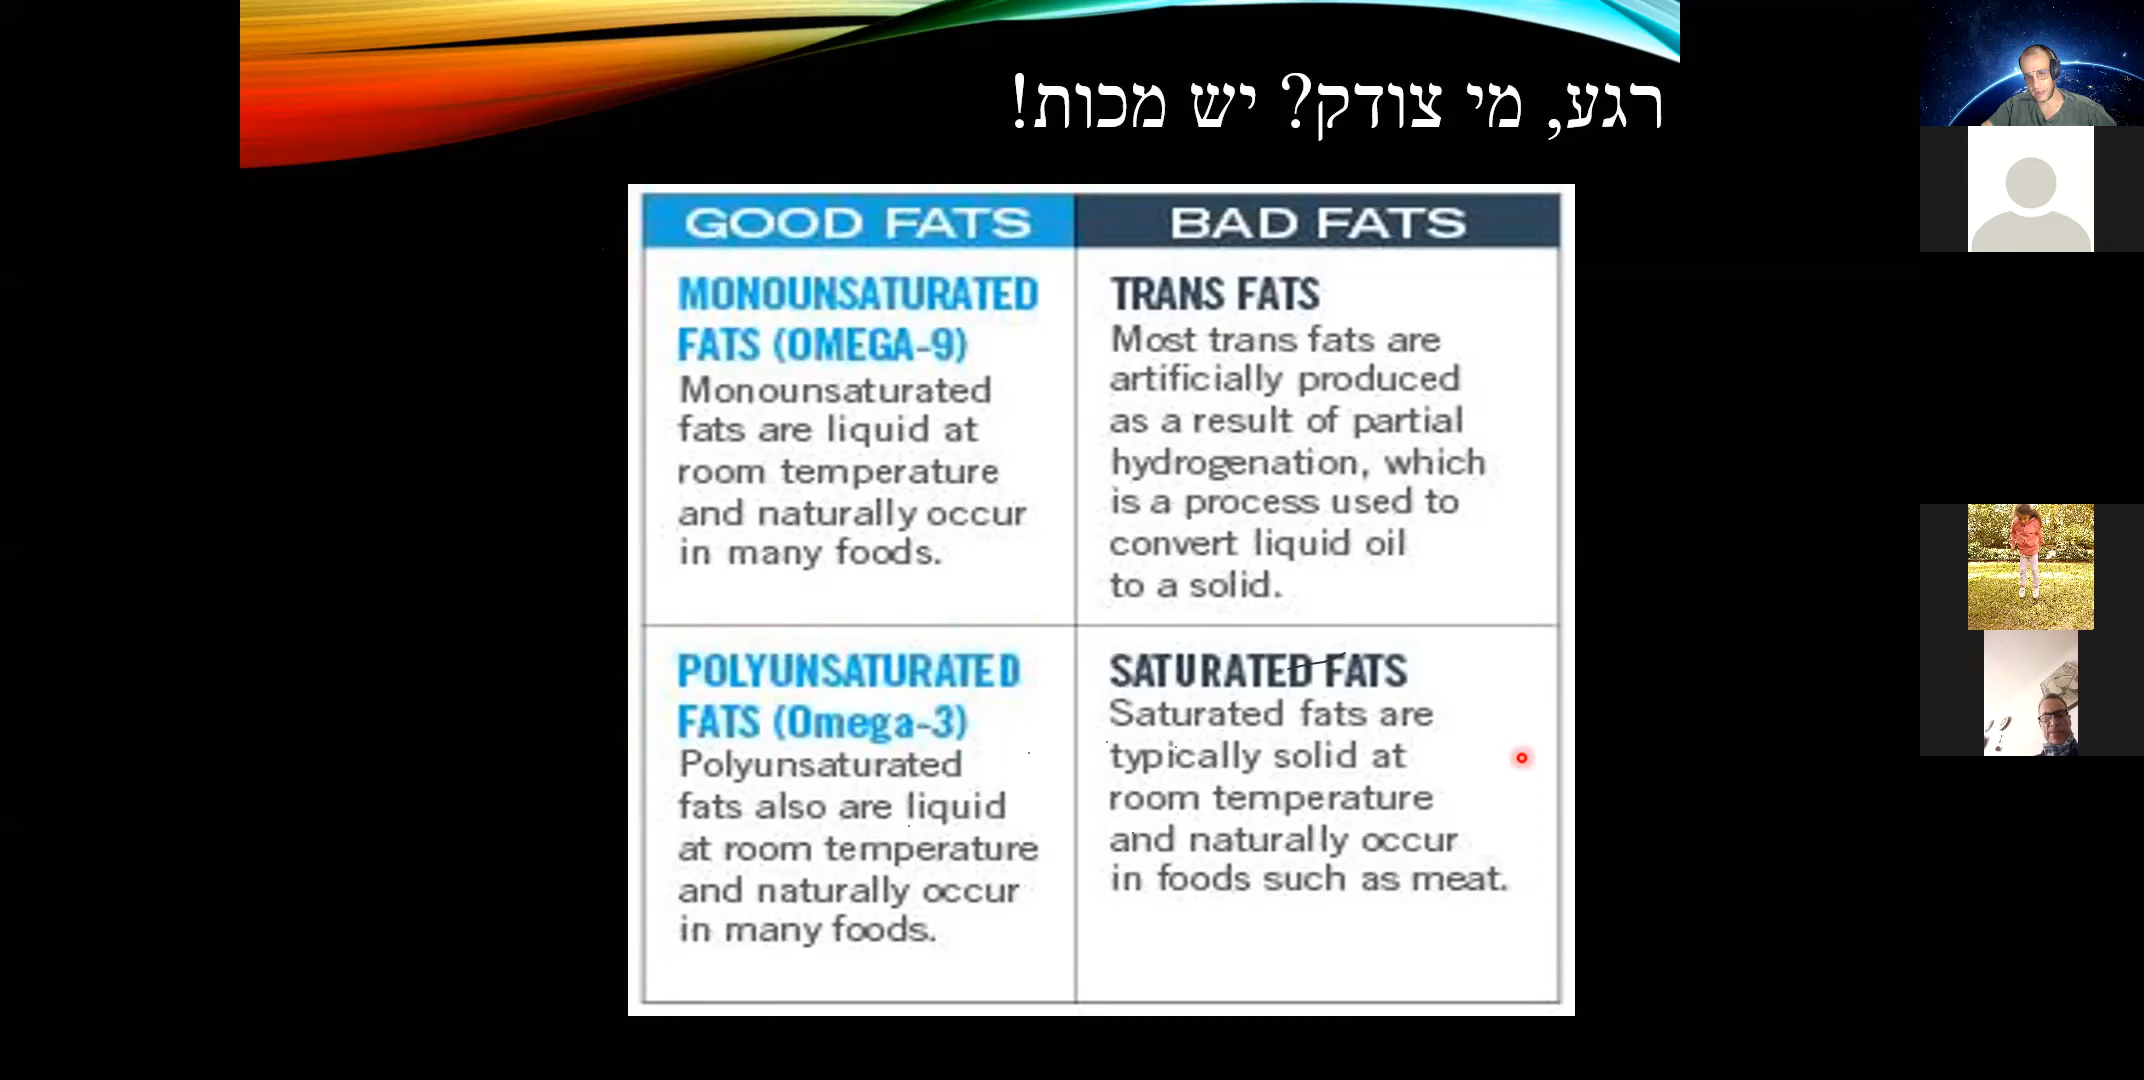 רגע, מי צודק? יש מכות!
GOOD FATS
BAD FATS
MONOUNSATURATED
FATS (OMEGA-9)
Monounsaturated
fats are liquid at
room temperature
and naturally occur
in many foods.
TRANS FATS
Most trans fats are
artificially produced
as a result of partial
hydrogenation, which
is a process used to
convert liquid oil
to a solid.
POLYUNSATURATED
FATS (Omega-3)
Polyunsaturated
fats also are liquid
at room temperature
and naturally occur
in many foods.
SATURATED FATS
Saturated fats are
typically solid at
room temperature
and naturally occur
in foods such as meat.